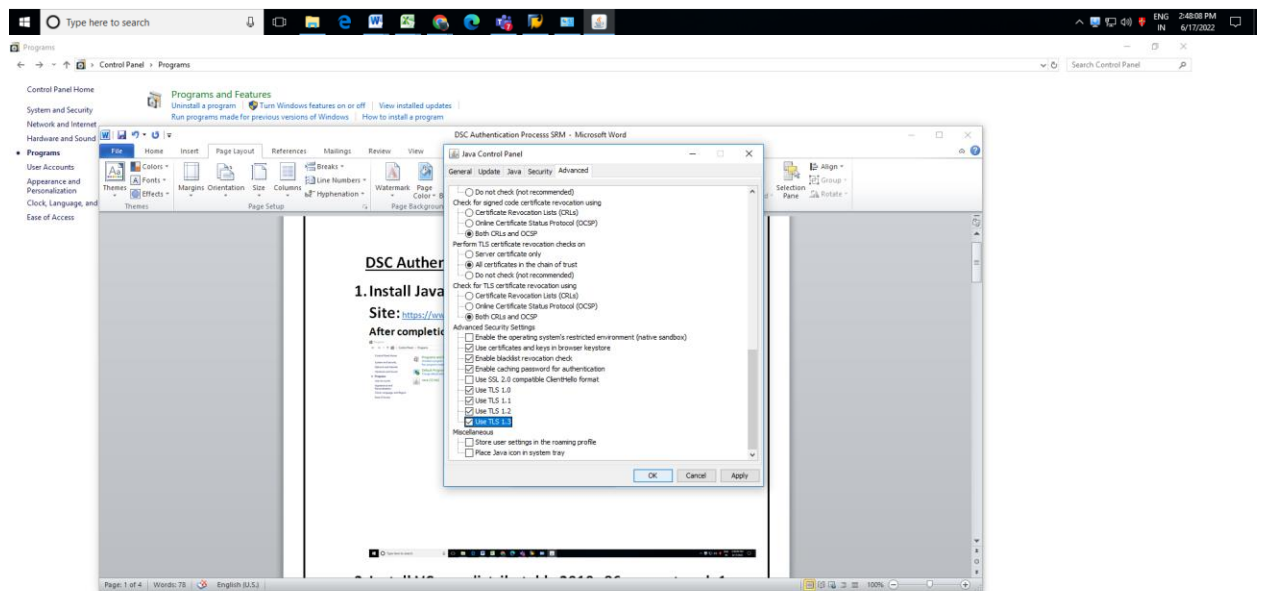 Type here to search
ENG
IN
2:48:08 PM
6/17/2022
Programs
Control Panel > Programs
Search Control Panel
Control Panel Home
System and Security
Network and Internet
Hardware and Sound
Programs
User Accounts
Appearance and
Personalization
Clock, Language, and
Ease of Access
Programs and Features
Uninstall a program
Turn Windows features on or off
View installed updates
Run programs made for previous versions of Windows
How to install a program
DSC Authentication Processs SRM - Microsoft Word
File Home Insert Page Layout References Mailings Review View
Themes
Colors
Fonts
Effects
Themes
Margins Orientation Size Columns
Breaks
Line Numbers
Hyphenation
Page Setup
Watermark
Page
Color
Page Backgroun
Selection
Pane
Align
Group
Rotate
DSC Auther
1. Install Java
Site: https://ww
After completic
Java Control Panel
General Update Java Security Advanced
Do not check (not recommended)
Check for signed code certificate revocation using
Certificate Revocation Lists (CRLs)
Online Certificate Status Protocol (OCSP)
Both CRLs and OCSP
Perform TLS certificate revocation checks on
Server certificate only
All certificates in the chain of trust
Do not check (not recommended)
Check for TLS certificate revocation using
Certificate Revocation Lists (CRLs)
Online Certificate Status Protocol (OCSP)
Both CRLs and OCSP
Advanced Security Settings
Enable the operating system's restricted environment (native sandbox)
Use certificates and keys in browser keystore
Enable blacklist revocation check
Enable caching password for authentication
Use SSL 2.0 compatible ClientHello format
Use TLS 1.0
Use TLS 1.1
Use TLS 1.2
Use TLS 1.3
Miscellaneous
Store user settings in the roaming profile
Place Java icon in system tray
OK Cancel Apply
Page: 1 of 4 Words: 78 English (U.S.)
100%